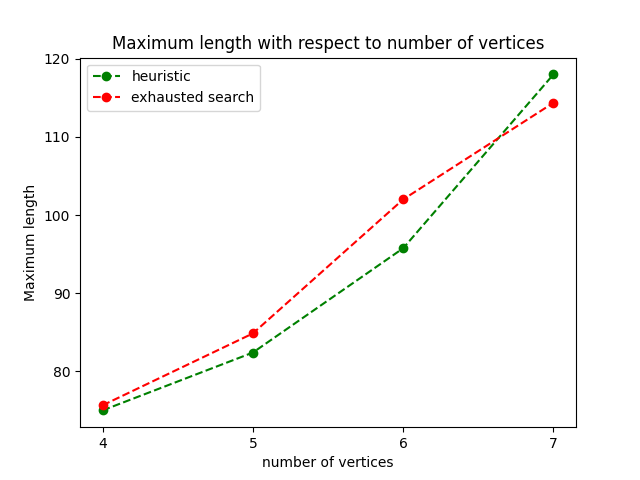 Maximum length with respect to number of vertices
heuristic
exhausted search
Maximum length
120
110
100
90
80
4 5 6 7
number of vertices